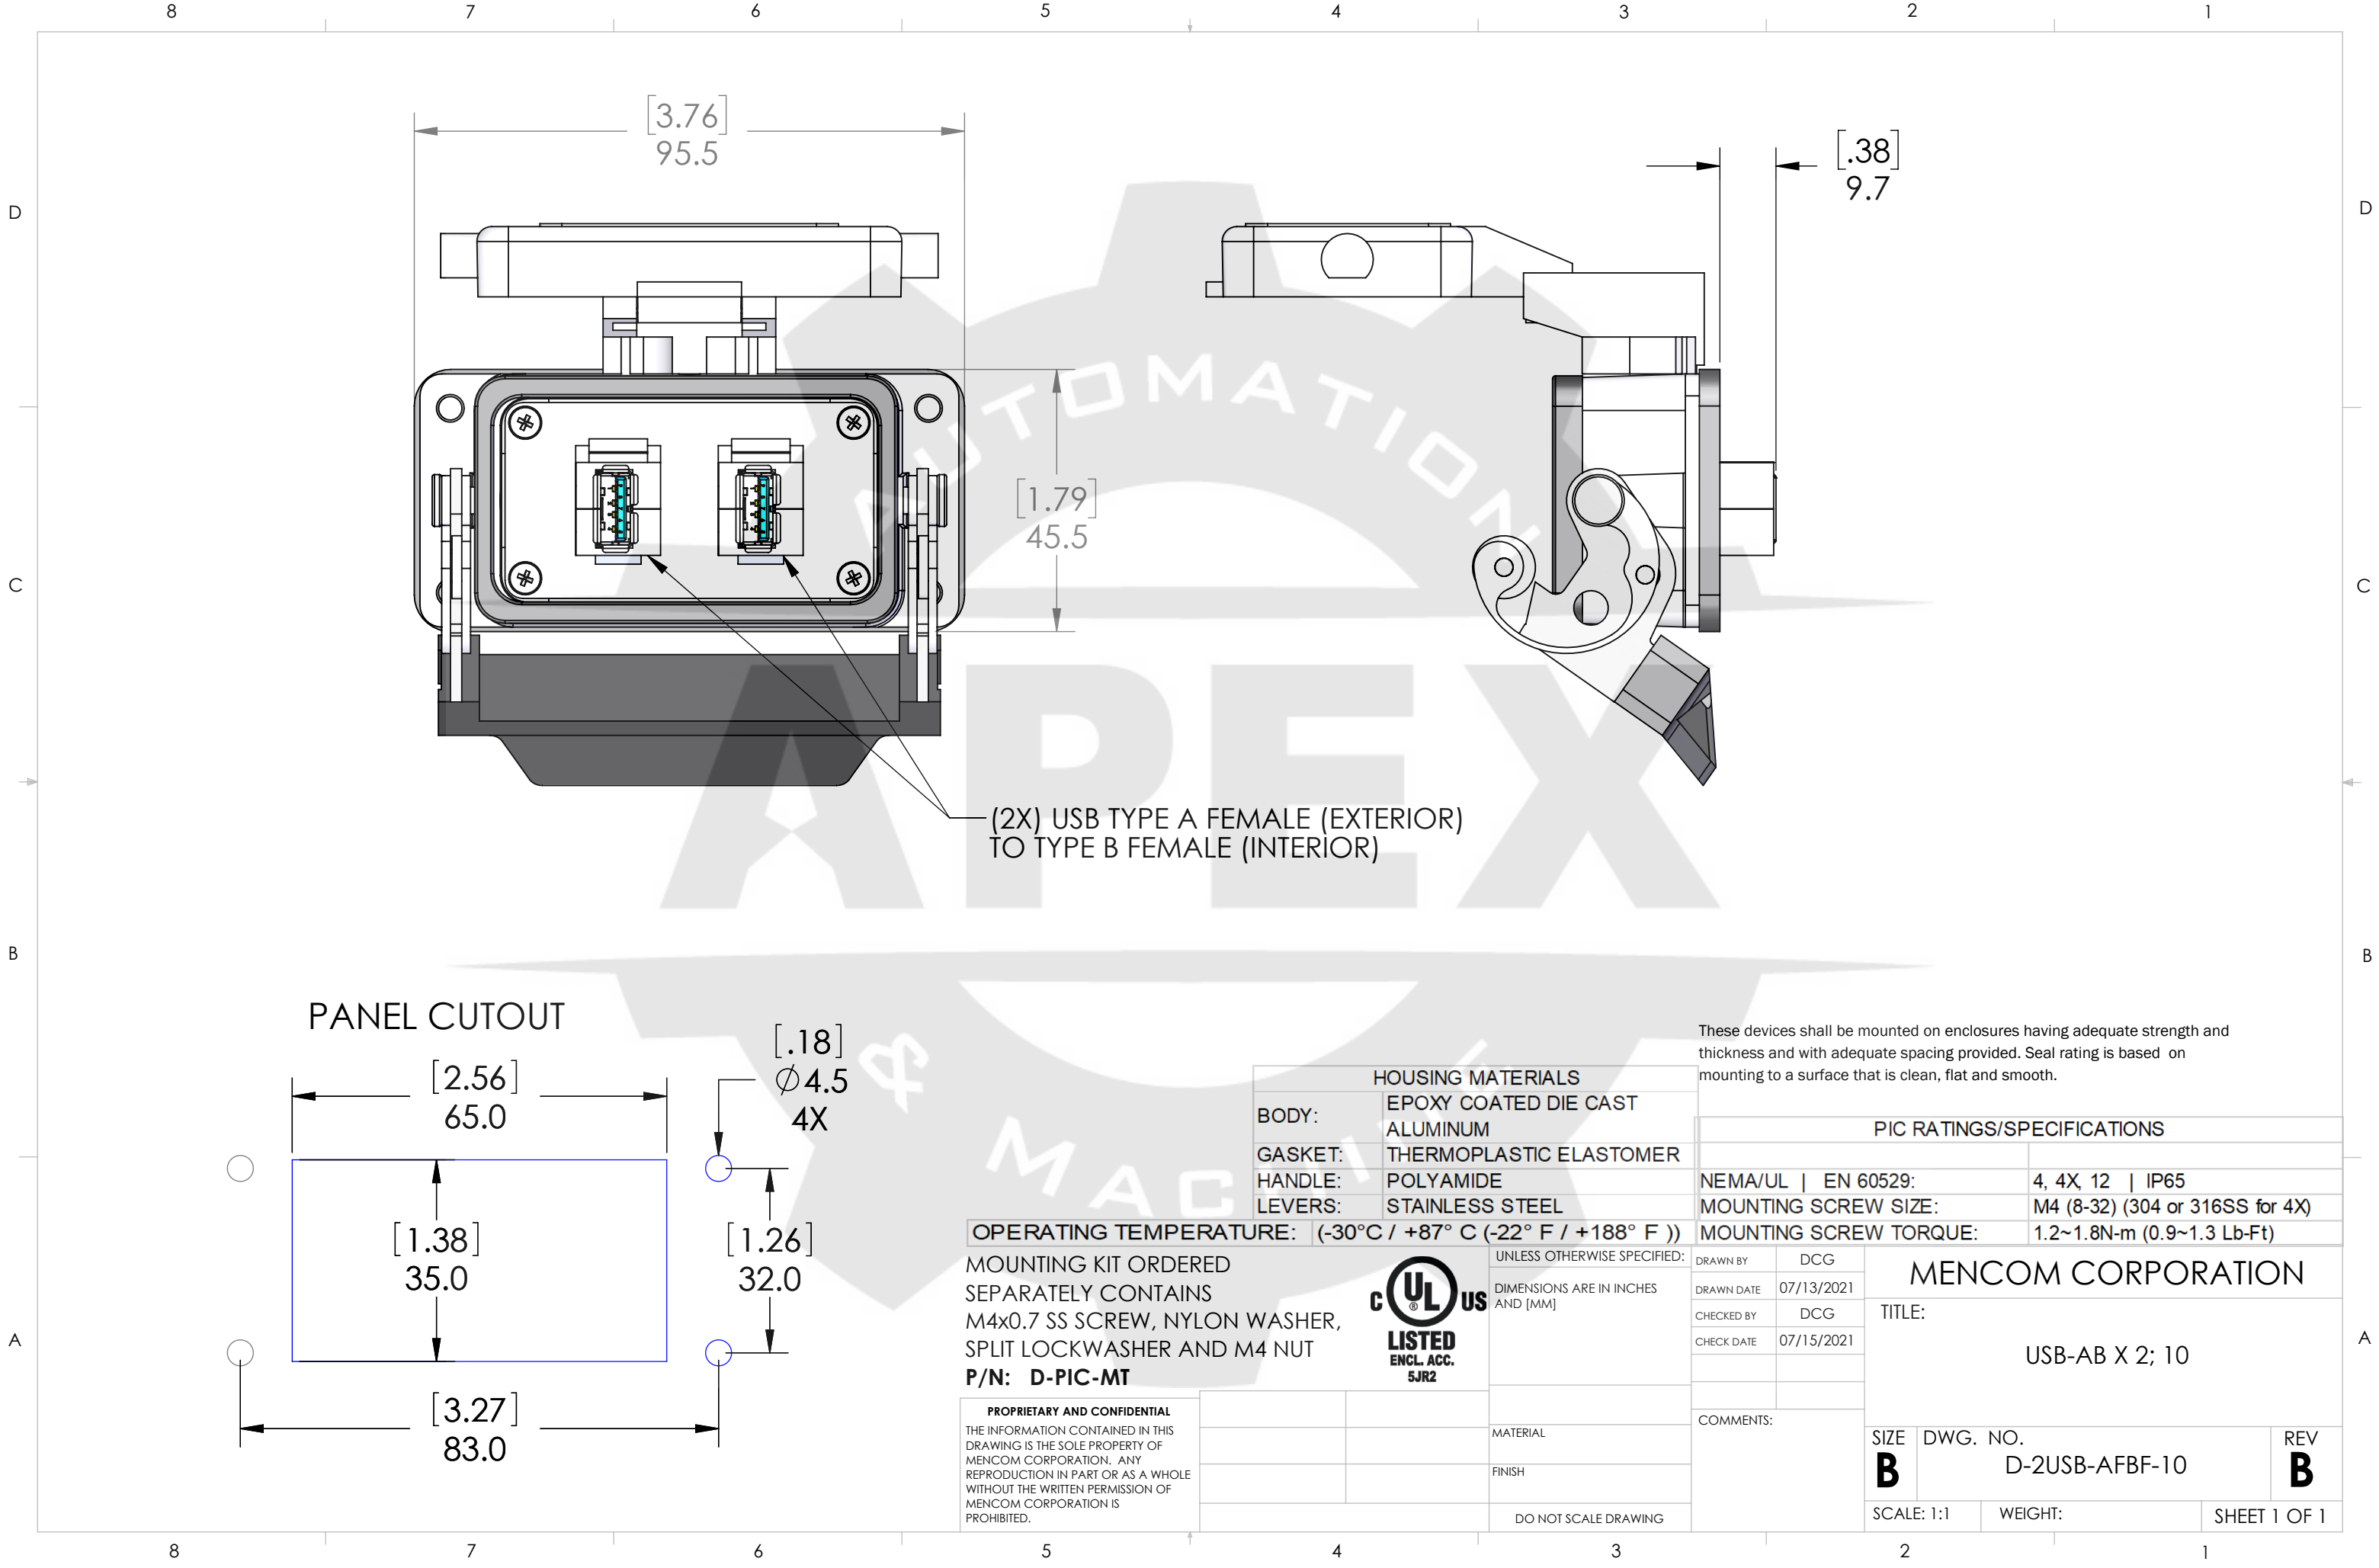 8 7 6 5 4 3 2 1
D D
C C
B B
A A
[3.76]
95.5
[.38]
9.7
[1.79]
45.5
AUTOMATION
APEX
& MACHINE
(2X) USB TYPE A FEMALE (EXTERIOR)
TO TYPE B FEMALE (INTERIOR)
PANEL CUTOUT
[2.56]
65.0
[.18]
Ø4.5
4X
[1.38]
35.0
[1.26]
32.0
[3.27]
83.0
These devices shall be mounted on enclosures having adequate strength and
thickness and with adequate spacing provided. Seal rating is based on
mounting to a surface that is clean, flat and smooth.
HOUSING MATERIALS
BODY: EPOXY COATED DIE CAST
ALUMINUM
GASKET: THERMOPLASTIC ELASTOMER
HANDLE: POLYAMIDE
LEVERS: STAINLESS STEEL
OPERATING TEMPERATURE: (-30°C / +87° C (-22° F / +188° F ))
PIC RATINGS/SPECIFICATIONS
NEMA/UL | EN 60529: 4, 4X, 12 | IP65
MOUNTING SCREW SIZE: M4 (8-32) (304 or 316SS for 4X)
MOUNTING SCREW TORQUE: 1.2~1.8N-m (0.9~1.3 Lb-Ft)
MOUNTING KIT ORDERED
SEPARATELY CONTAINS
M4x0.7 SS SCREW, NYLON WASHER,
SPLIT LOCKWASHER AND M4 NUT
P/N: D-PIC-MT
C UL ® US
LISTED
ENCL. ACC.
5JR2
PROPRIETARY AND CONFIDENTIAL
THE INFORMATION CONTAINED IN THIS
DRAWING IS THE SOLE PROPERTY OF
MENCOM CORPORATION. ANY
REPRODUCTION IN PART OR AS A WHOLE
WITHOUT THE WRITTEN PERMISSION OF
MENCOM CORPORATION IS
PROHIBITED.
UNLESS OTHERWISE SPECIFIED:
DIMENSIONS ARE IN INCHES
AND [MM]
MATERIAL
FINISH
DO NOT SCALE DRAWING
DRAWN BY DCG
DRAWN DATE 07/13/2021
CHECKED BY DCG
CHECK DATE 07/15/2021
COMMENTS:
MENCOM CORPORATION
TITLE:
USB-AB X 2; 10
SIZE DWG. NO. REV
B D-2USB-AFBF-10 B
SCALE: 1:1 WEIGHT: SHEET 1 OF 1
8 7 6 5 4 3 2 1